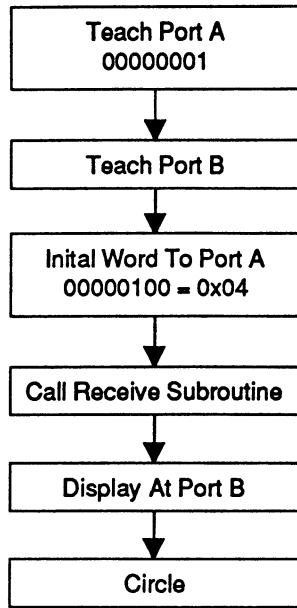 Teach Port A
00000001
Teach Port B
Inital Word To Port A
00000100 = 0x04
Call Receive Subroutine
Display At Port B
Circle